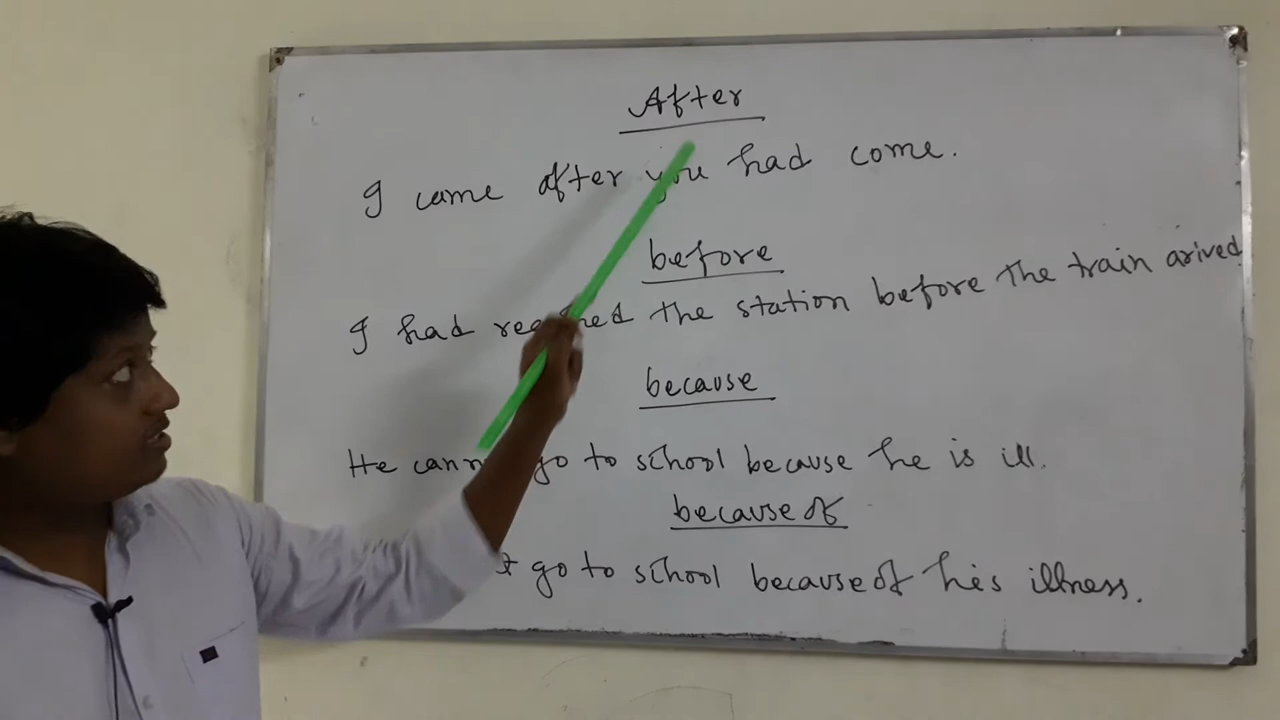 After
I came after you had come.
before
I had reached the station before the train arived.
because
He go to school because he is ill.
because of
go to school because of his illness.